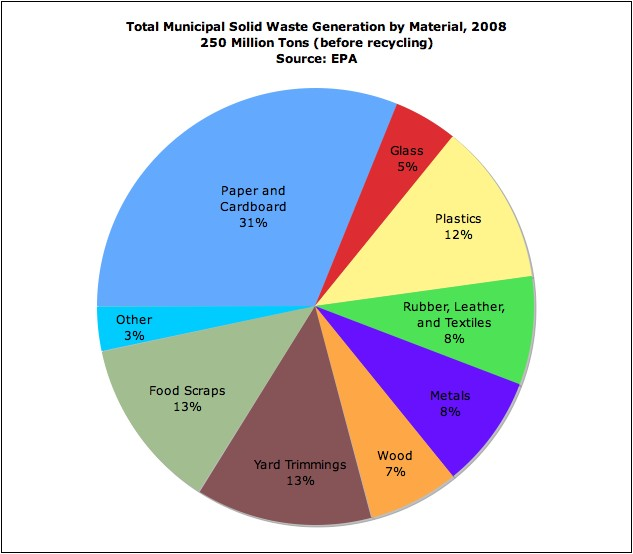 Total Municipal Solid Waste Generation by Material, 2008
250 Million Tons (before recycling)
Source: EPA
Glass
5%
Paper and
Cardboard
31%
Plastics
12%
Rubber, Leather,
and Textiles
8%
Other
3%
Metals
8%
Food Scraps
13%
Wood
7%
Yard Trimmings
13%